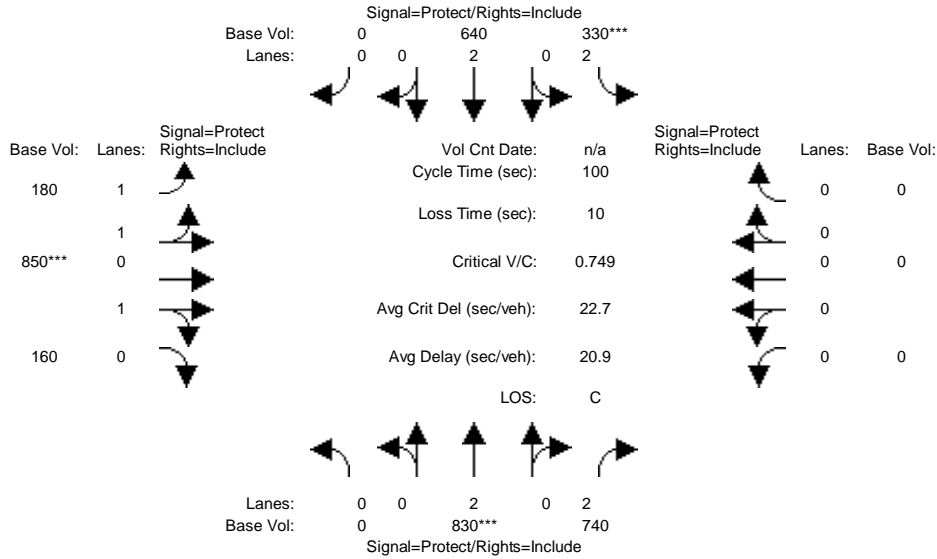 Signal=Protect/Rights=Include
Base Vol: 0 640 330***
Lanes: 0 0 2 0 2
Signal=Protect Signal=Protect
Base Vol: Lanes: Rights=Include Vol Cnt Date: n/a Rights=Include Lanes: Base Vol:
Cycle Time (sec): 100
180 1 0 0
Loss Time (sec): 10
1 0
850*** 0 Critical V/C: 0.749 0 0
1 Avg Crit Del (sec/veh): 22.7 0
160 0 Avg Delay (sec/veh): 20.9 0 0
LOS: C
Lanes: 0 0 2 0 2
Base Vol: 0 830*** 740
Signal=Protect/Rights=Include